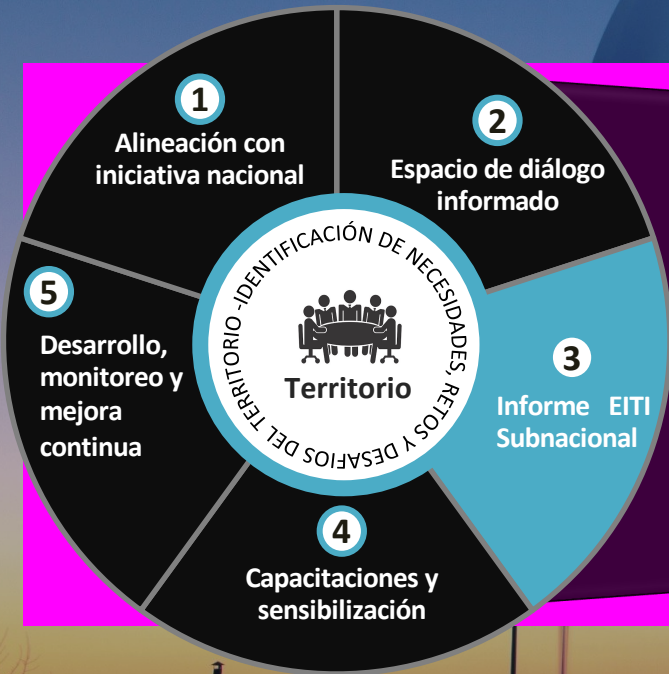 1
Alineación con
iniciativa nacional
2
Espacio de diálogo
informado
3
Informe EITI
Subnacional
4
Capacitaciones y
sensibilización
5
Desarrollo,
monitoreo y
mejora
continua
IDENTIFICACIÓN DE NECESIDADES, RETOS Y DESAFIOS DEL TERRITORIO -
Territorio